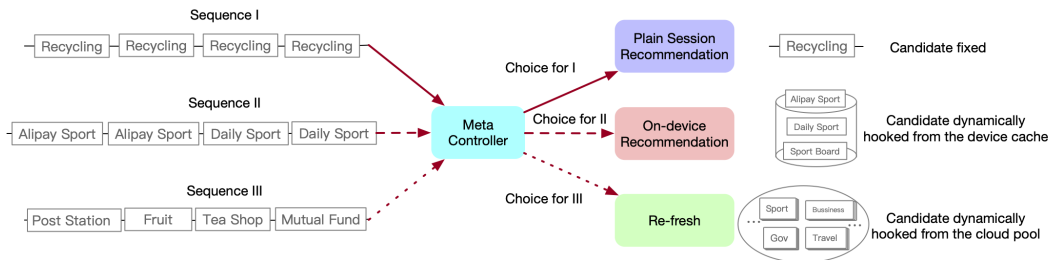 Sequence I
Recycling Recycling Recycling Recycling
Sequence II
Alipay Sport Alipay Sport Daily Sport Daily Sport
Sequence III
Post Station Fruit Tea Shop Mutual Fund
Meta
Controller
Choice for I
Choice for II
Choice for III
Plain Session
Recommendation
On-device
Recommendation
Re-fresh
Recycling
Candidate fixed
Alipay Sport
Daily Sport
Sport Board
Candidate dynamically
hooked from the device cache
Sport Bussiness
... ...
Gov Travel
Candidate dynamically
hooked from the cloud pool